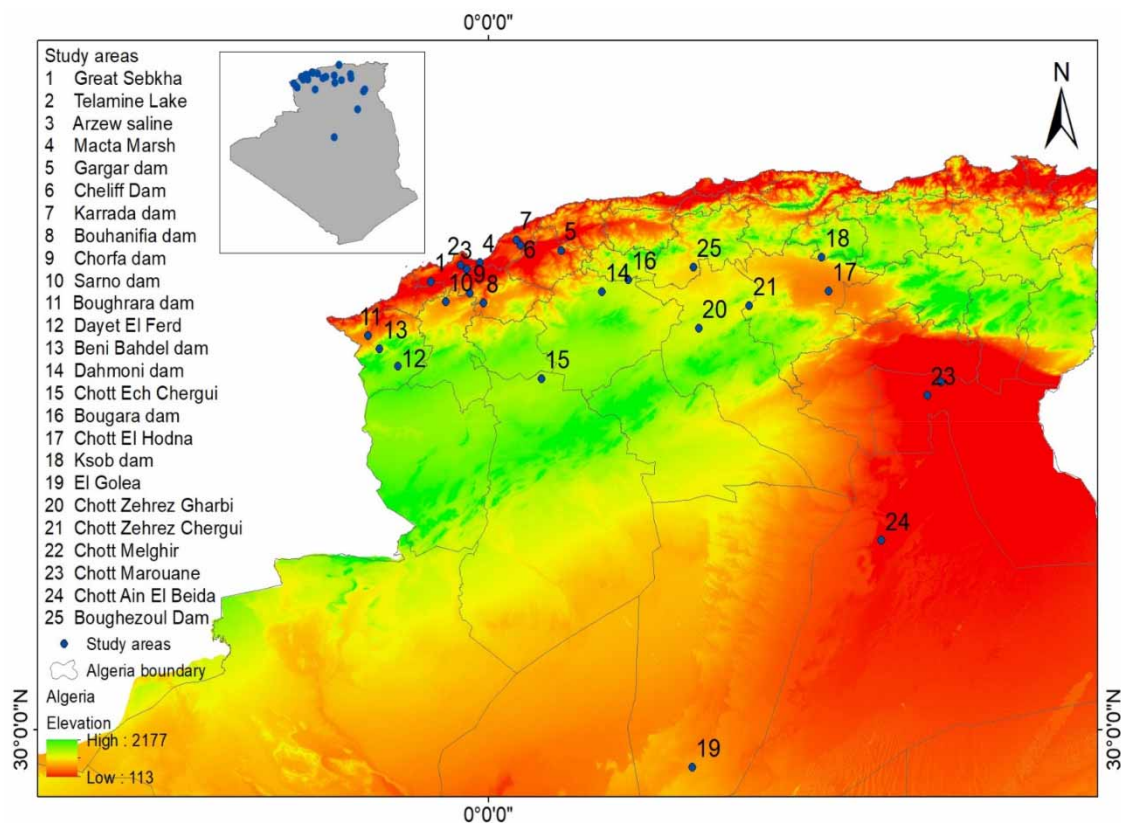 0°0'0"
Study areas
1 Great Sebkha
2 Telamine Lake
3 Arzew saline
4 Macta Marsh
5 Gargar dam
6 Cheliff Dam
7 Karrada dam
8 Bouhanifia dam
9 Chorfa dam
10 Sarno dam
11 Boughrara dam
12 Dayet El Ferd
13 Beni Bahdel dam
14 Dahmoni dam
15 Chott Ech Chergui
16 Bougara dam
17 Chott El Hodna
18 Ksob dam
19 El Golea
20 Chott Zehrez Gharbi
21 Chott Zehrez Chergui
22 Chott Melghir
23 Chott Marouane
24 Chott Ain El Beida
25 Boughezoul Dam
Study areas
Algeria boundary
Algeria
Elevation
High : 2177
Low : 113
N
7
4
5
6
23
1
9
10
8
18
25
16
14
17
21
20
11
13
12
15
23
24
19
30°0'0"N
30°0'0"N
0°0'0"